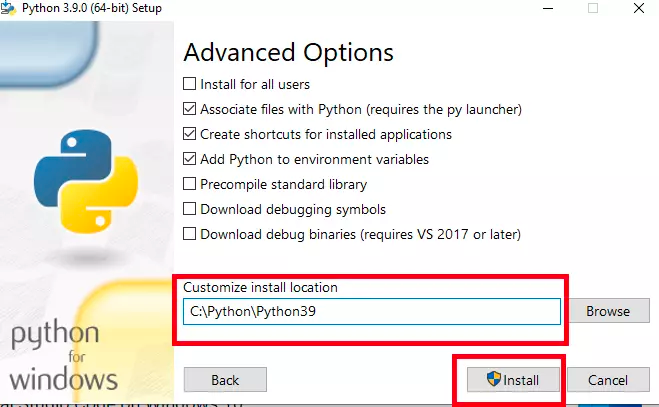 Python 3.9.0 (64-bit) Setup
Advanced Options
Install for all users
Associate files with Python (requires the py launcher)
Create shortcuts for installed applications
Add Python to environment variables
Precompile standard library
Download debugging symbols
Download debug binaries (requires VS 2017 or later)
Customize install location
C:\Python\Python39
Browse
python
for
windows
Back
Install
Cancel